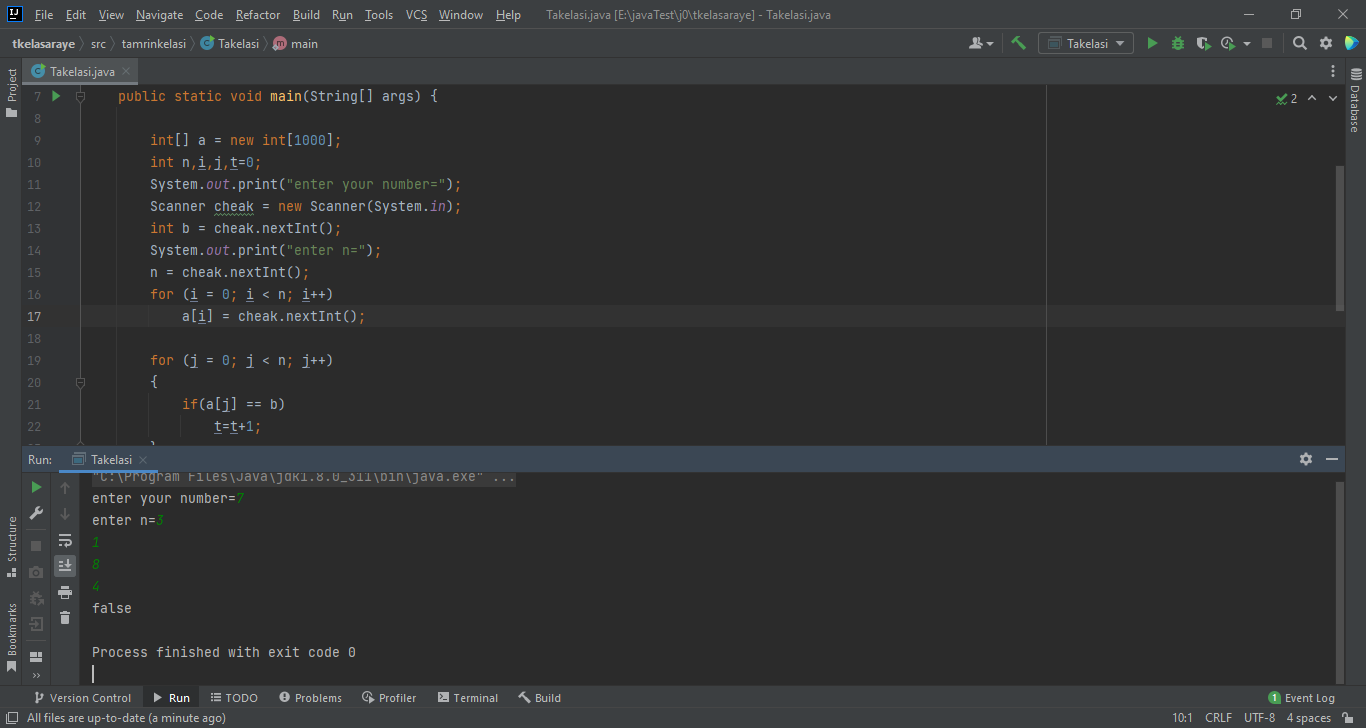 File Edit View Navigate Code Refactor Build Run Tools VCS Window Help Takelasi.java [E:\javaTest\j0\tkelasaraye] - Takelasi.java
tkelasaraye src tamrinkelasi Takelasi main Takelasi
Project
Takelasi.java
Database
2
7 public static void main(String[] args) {
8
9 int[] a = new int[1000];
10 int n,i,j,t=0;
11 System.out.print("enter your number=");
12 Scanner cheak = new Scanner(System.in);
13 int b = cheak.nextInt();
14 System.out.print("enter n=");
15 n = cheak.nextInt();
16 for (i = 0; i < n; i++)
17 a[i] = cheak.nextInt();
18
19 for (j = 0; j < n; j++)
20 {
21 if(a[j] == b)
22 t=t+1;
Run: Takelasi
"C:\Program Files\Java\jdk1.8.0_311\bin\java.exe" ...
enter your number=7
enter n=3
1
8
4
false
Process finished with exit code 0
Structure
Bookmarks
Version Control Run TODO Problems Profiler Terminal Build 1 Event Log
All files are up-to-date (a minute ago) 10:1 CRLF UTF-8 4 spaces